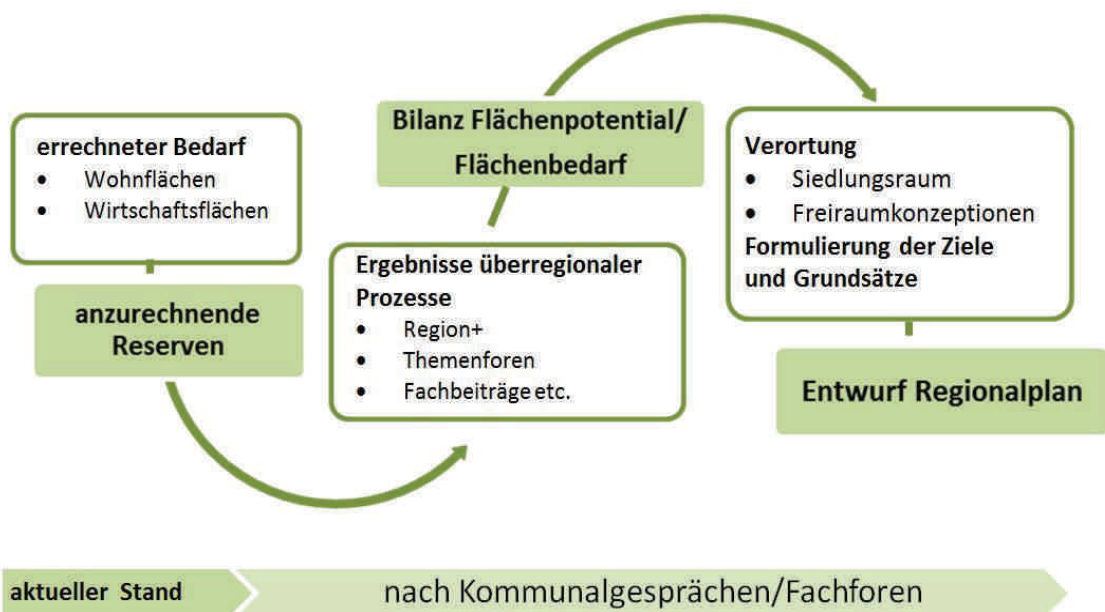 errechneter Bedarf
• Wohnflächen
• Wirtschaftsflächen
anzurechnende
Reserven
Bilanz Flächenpotential/
Flächenbedarf
Ergebnisse überregionaler
Prozesse
• Region+
• Themenforen
• Fachbeiträge etc.
Verortung
• Siedlungsraum
• Freiraumkonzeptionen
Formulierung der Ziele
und Grundsätze
Entwurf Regionalplan
aktueller Stand
nach Kommunalgesprächen/Fachforen